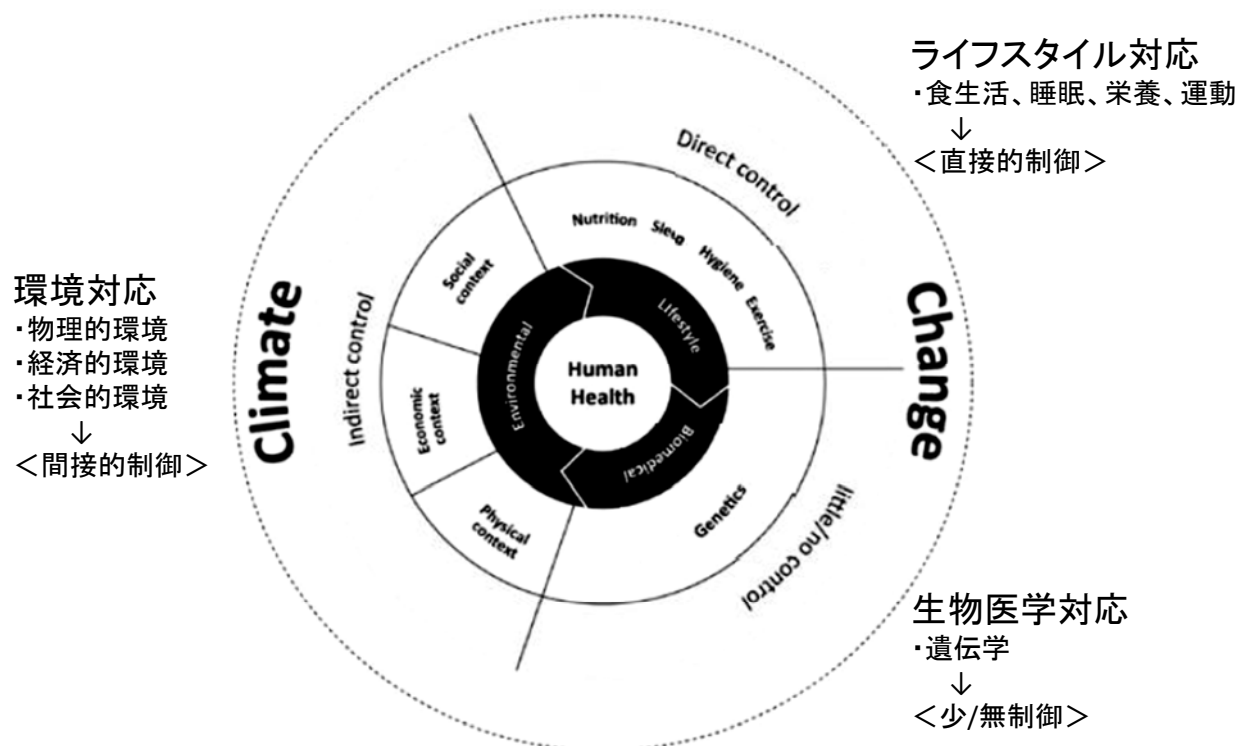 ライフスタイル対応
・食生活、睡眠、栄養、運動
↓
＜直接的制御＞
環境対応
・物理的環境
・経済的環境
・社会的環境
↓
＜間接的制御＞
Climate
Change
Indirect control
Direct control
little/no control
Social
context
Economic
context
Physical
context
Nutrition
Hygiene
Exercise
Genetics
Environmental
Lifestyle
Biomedical
Human
Health
生物医学対応
・遺伝学
↓
＜少/無制御＞